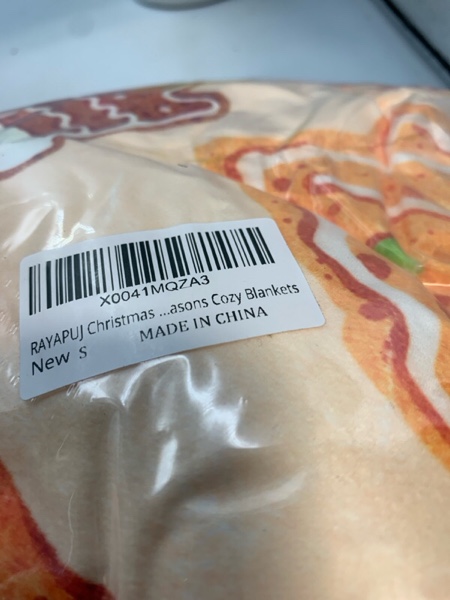 X0041MQZA3
RAYAPUJ Christmas ...asons Cozy Blankets
New S MADE IN CHINA